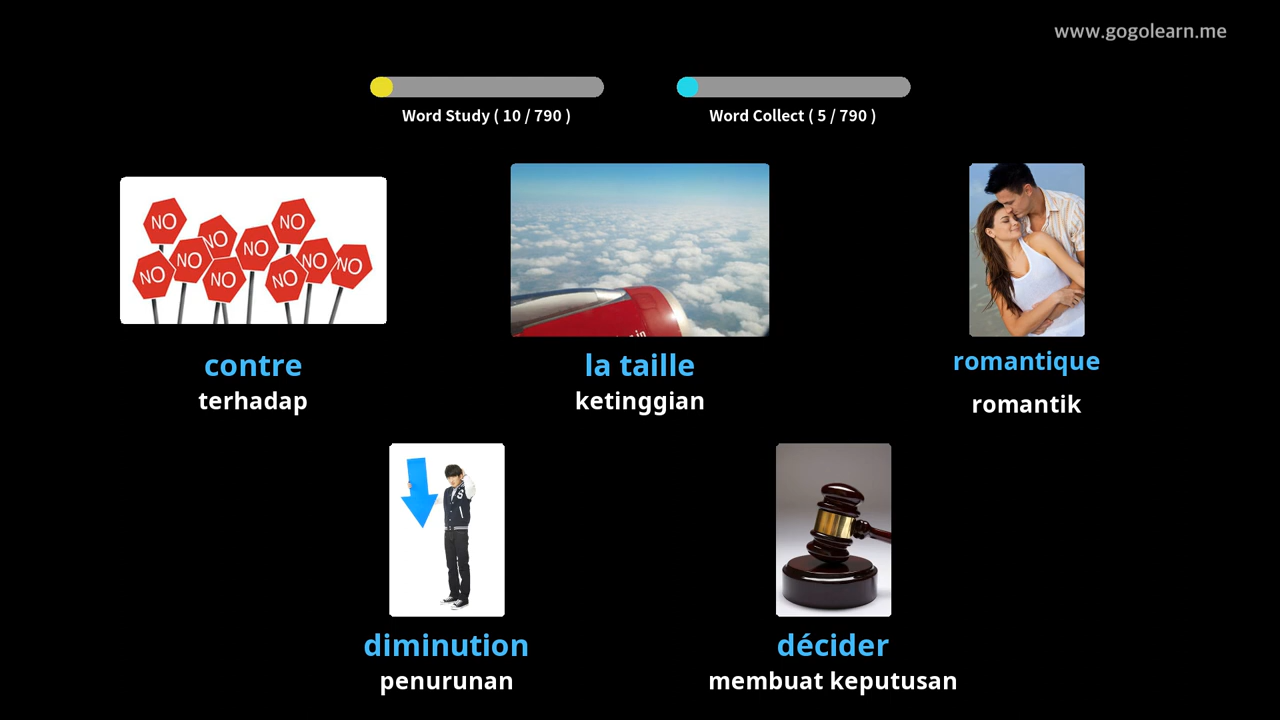 www.gogolearn.me
Word Study ( 10 / 790 )
Word Collect ( 5 / 790 )
NO
NO
NO
NO
NO
NO
NO
NO
NO
contre
terhadap
la taille
ketinggian
romantique
romantik
S
diminution
penurunan
décider
membuat keputusan